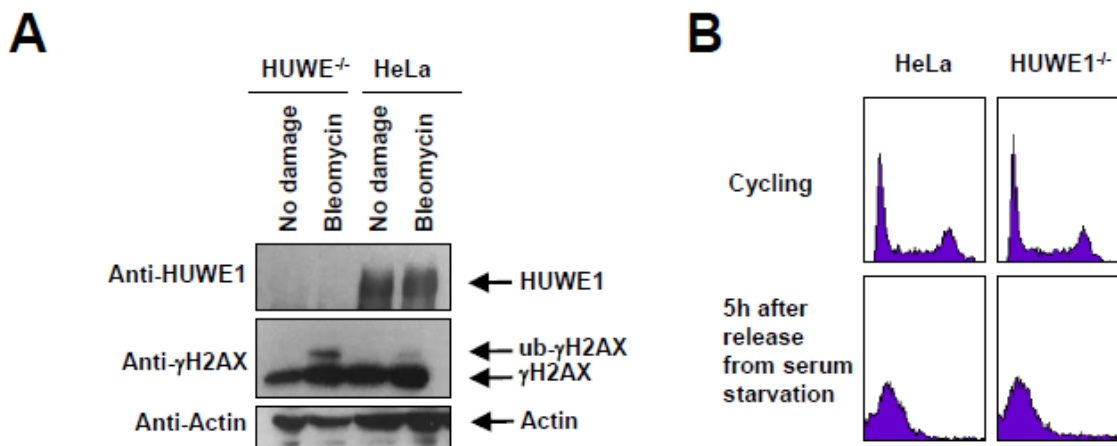 A
HUWE-/- HeLa
No damage
Bleomycin
No damage
Bleomycin
Anti-HUWE1
HUWE1
Anti-γH2AX
ub-γH2AX
γH2AX
Anti-Actin
Actin
B
HeLa HUWE1-/-
Cycling
5h after
release
from serum
starvation